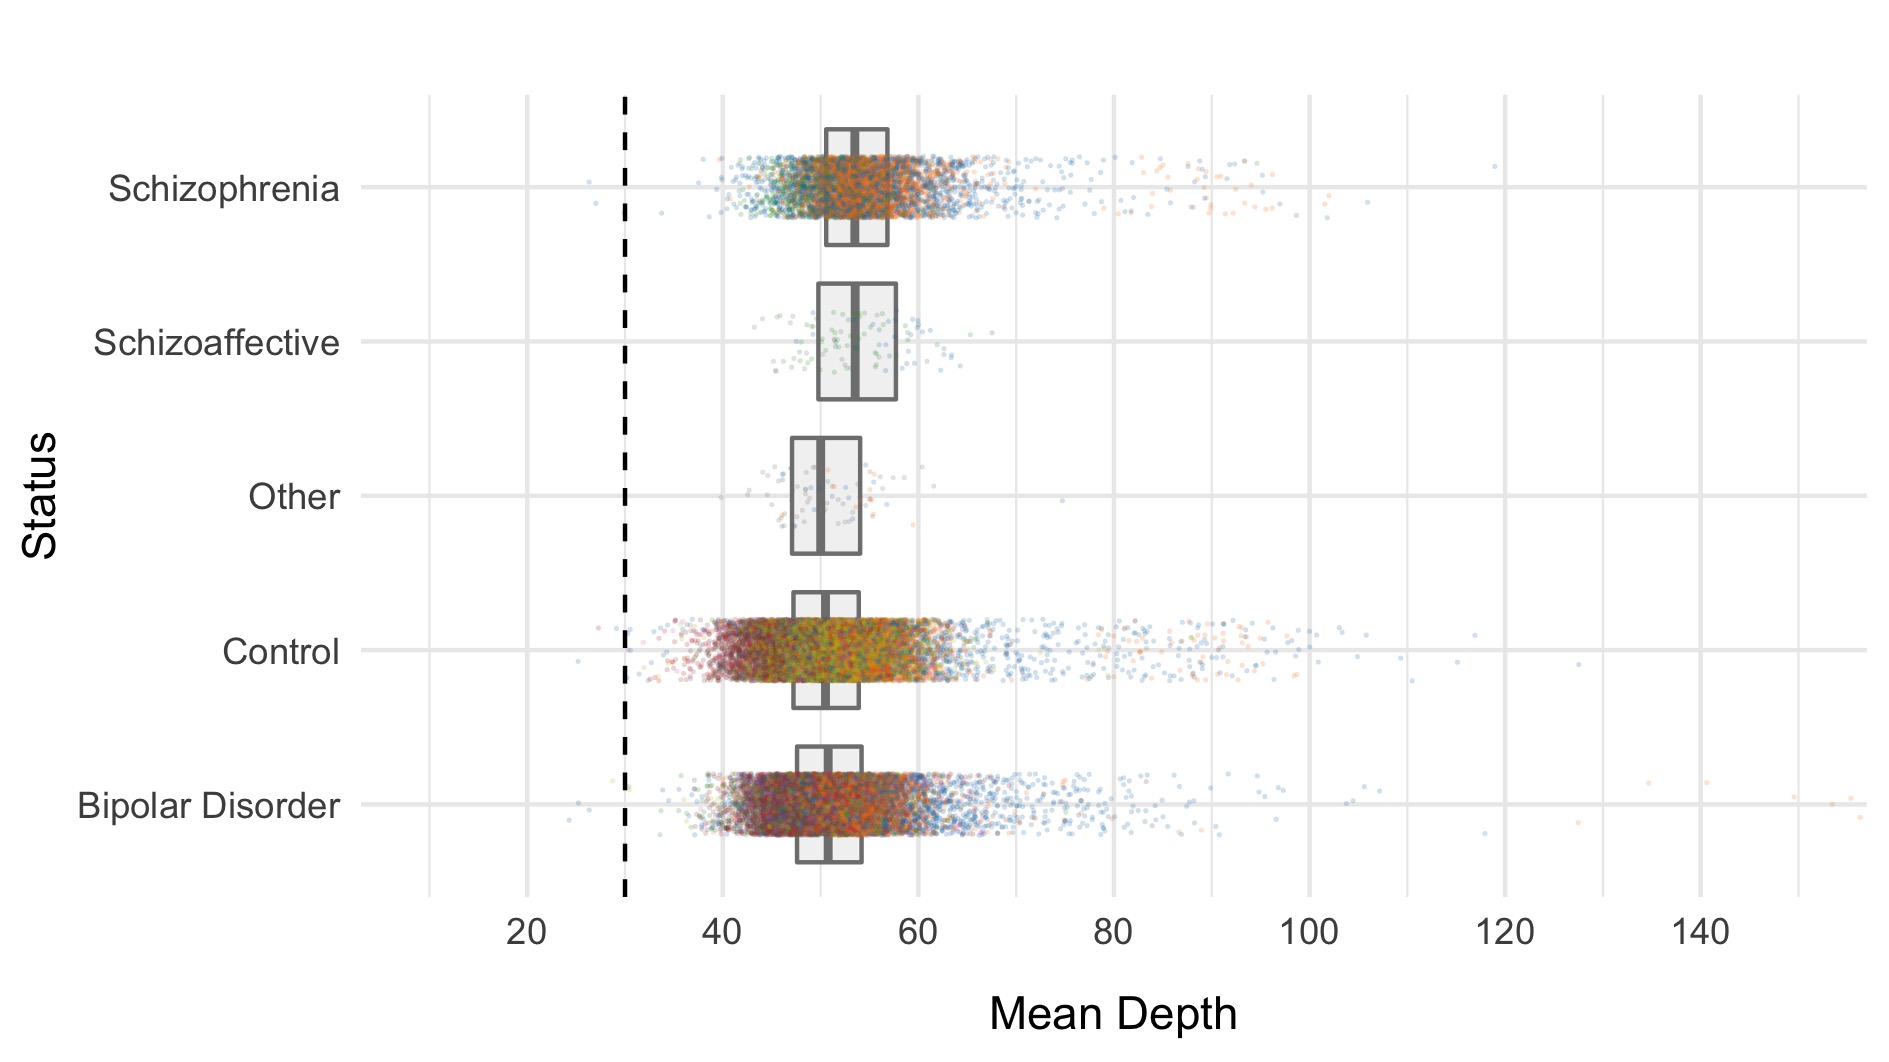 Schizophrenia
Schizoaffective
Other
Control
Bipolar Disorder
Status
20 40 60 80 100 120 140
Mean Depth